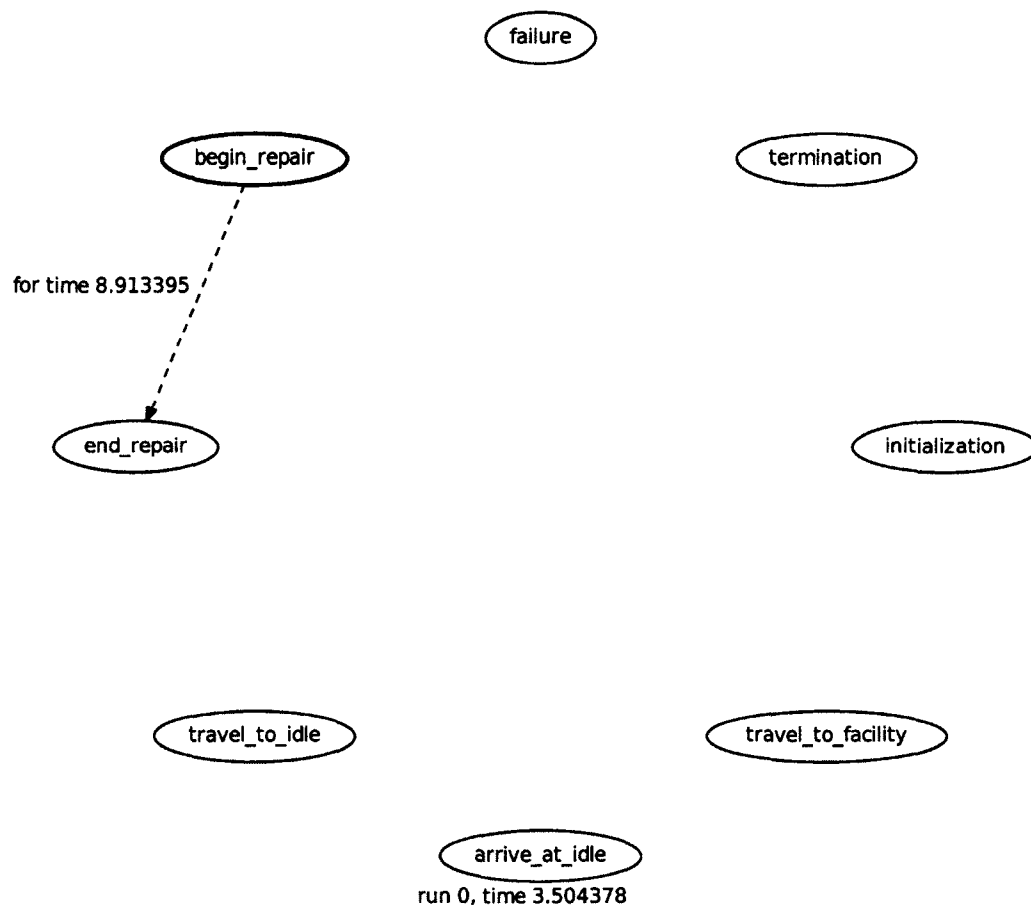 failure
begin_repair
termination
for time 8.913395
end_repair
initialization
travel_to_idle
travel_to_facility
arrive_at_idle
run 0, time 3.504378